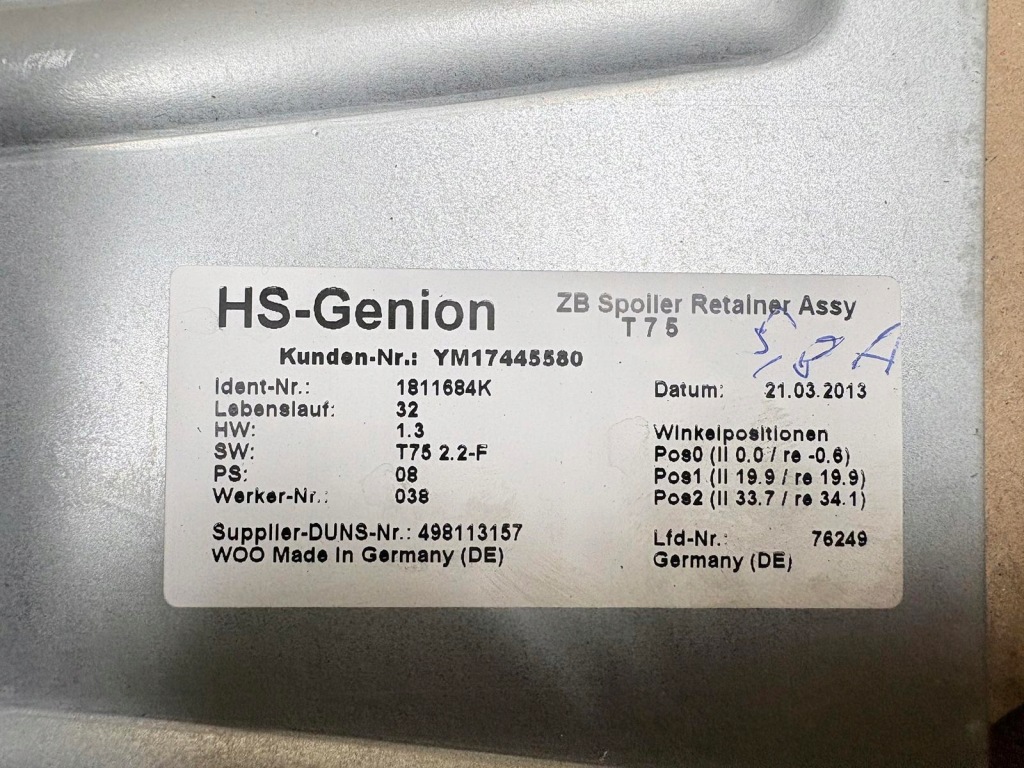 HS-Genion
ZB Spoiler Retainer Assy
T75
Kunden-Nr.: YM17445580
Ident-Nr.: 1811684K
Lebenslauf: 32
HW: 1.3
SW: T75 2.2-F
PS: 08
Werker-Nr.: 038
Supplier-DUNS-Nr.: 498113157
WOO Made in Germany (DE)
Datum: 21.03.2013
Winkelpositionen
Pos0 (li 0.0 / re -0.6)
Pos1 (li 19.9 / re 19.9)
Pos2 (li 33.7 / re 34.1)
Lfd-Nr.: 76249
Germany (DE)